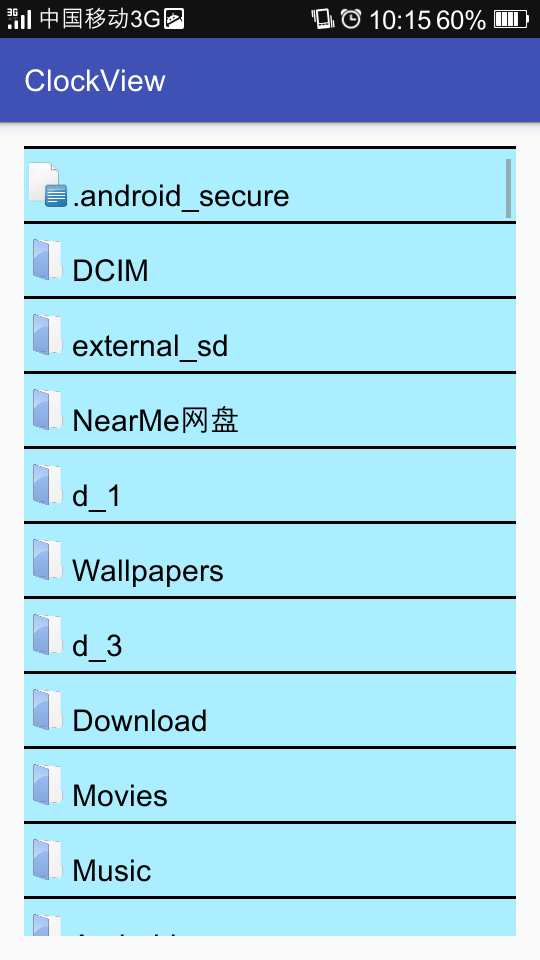 3G 中国移动3G 10:15 60%
ClockView
.android_secure
DCIM
external_sd
NearMe网盘
d_1
Wallpapers
d_3
Download
Movies
Music